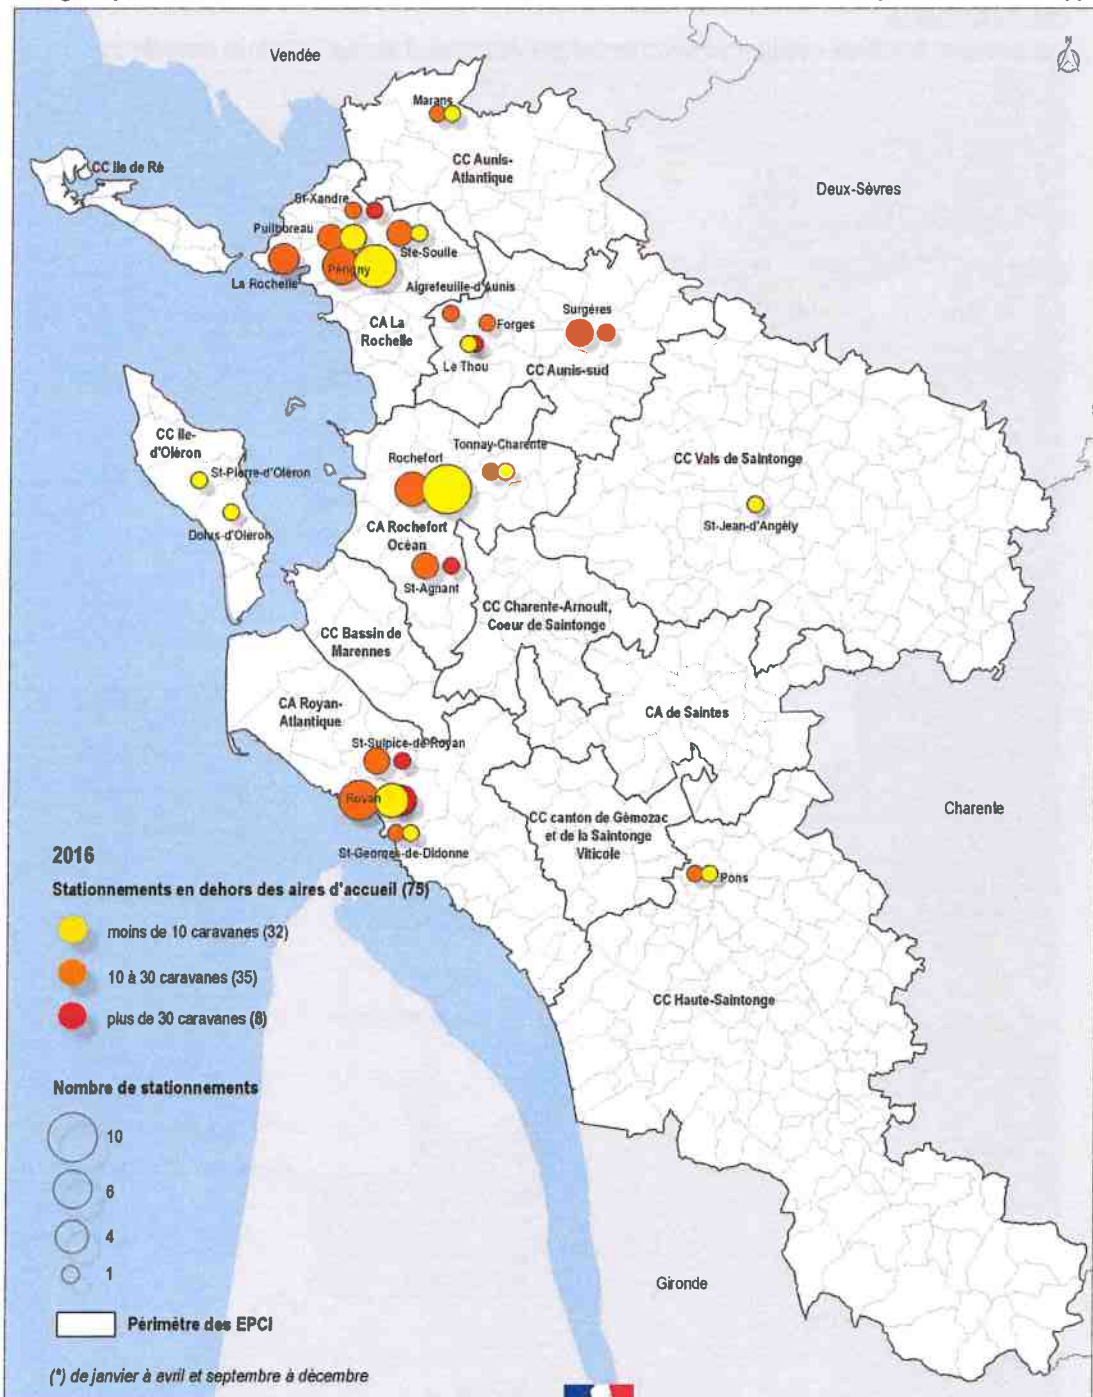 Vendée
N
Marans
CC Ile de Ré
CC Aunis-
Atlantique
Deux-Sèvres
St-Xandre
Puilboreau
Ste-Soulle
La Rochelle
Périgny
Aigrefeuille-d'Aunis
CA La
Rochelle
Forges
Surgères
Le Thou
CC Aunis-sud
CC Ile-
d'Oléron
St-Pierre-d'Oléron
Dolus-d'Oléron
Rochefort
Tonnay-Charente
CC Vals de Saintonge
St-Jean-d'Angély
CA Rochefort
Océan
St-Agnant
CC Charente-Arnoult,
Coeur de Saintonge
CC Bassin de
Marennes
CA Royan-
Atlantique
CA de Saintes
St-Sulpice-de-Royan
Royan
St-Georges-de-Didonne
CC canton de Gémozac
et de la Saintonge
Viticole
Charente
Pons
CC Haute-Saintonge
Gironde
2016
Stationnements en dehors des aires d'accueil (75)
moins de 10 caravanes (32)
10 à 30 caravanes (35)
plus de 30 caravanes (8)
Nombre de stationnements
10
6
4
1
Périmètre des EPCI
(*) de janvier à avril et septembre à décembre